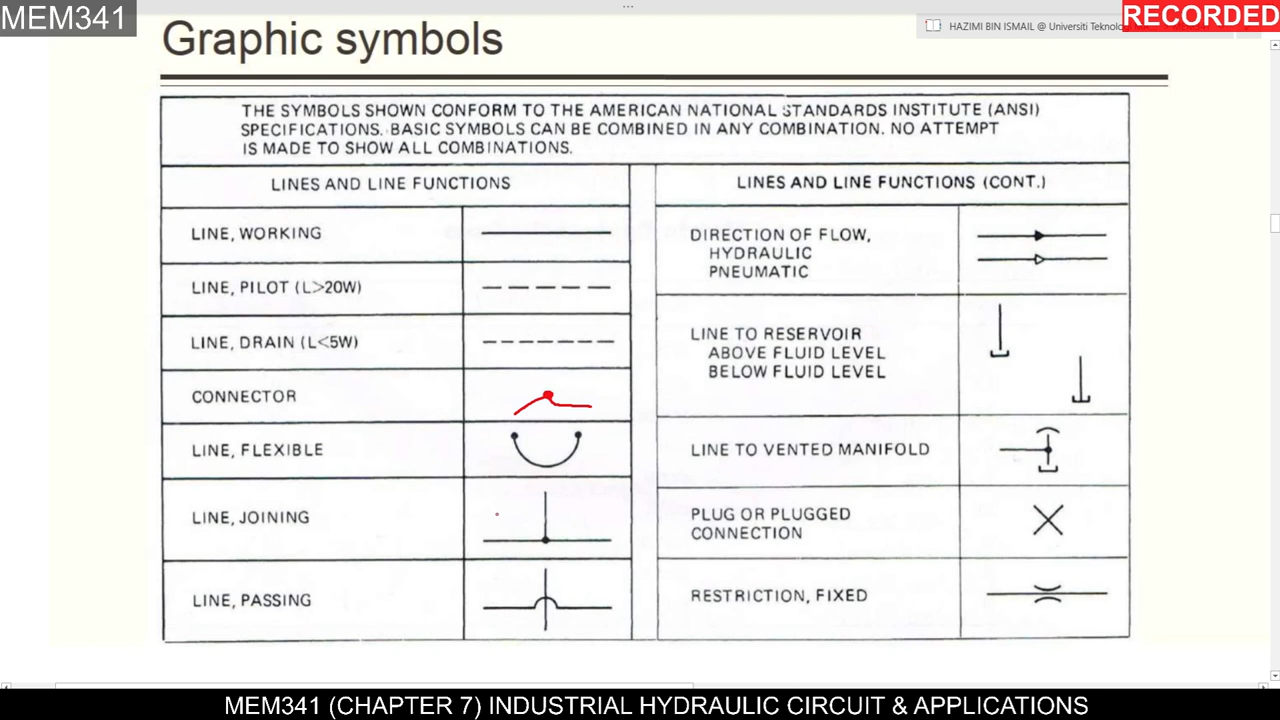 MEM341
HAZIMI BIN ISMAIL @ Universiti Teknolog
RECORDED
Graphic symbols
THE SYMBOLS SHOWN CONFORM TO THE AMERICAN NATIONAL STANDARDS INSTITUTE (ANSI)
SPECIFICATIONS. BASIC SYMBOLS CAN BE COMBINED IN ANY COMBINATION. NO ATTEMPT
IS MADE TO SHOW ALL COMBINATIONS.
LINES AND LINE FUNCTIONS
LINE, WORKING
LINE, PILOT (L>20W)
LINE, DRAIN (L<5W)
CONNECTOR
LINE, FLEXIBLE
LINE, JOINING
LINE, PASSING
LINES AND LINE FUNCTIONS (CONT.)
DIRECTION OF FLOW,
HYDRAULIC
PNEUMATIC
LINE TO RESERVOIR
ABOVE FLUID LEVEL
BELOW FLUID LEVEL
LINE TO VENTED MANIFOLD
PLUG OR PLUGGED
CONNECTION
RESTRICTION, FIXED
MEM341 (CHAPTER 7) INDUSTRIAL HYDRAULIC CIRCUIT & APPLICATIONS